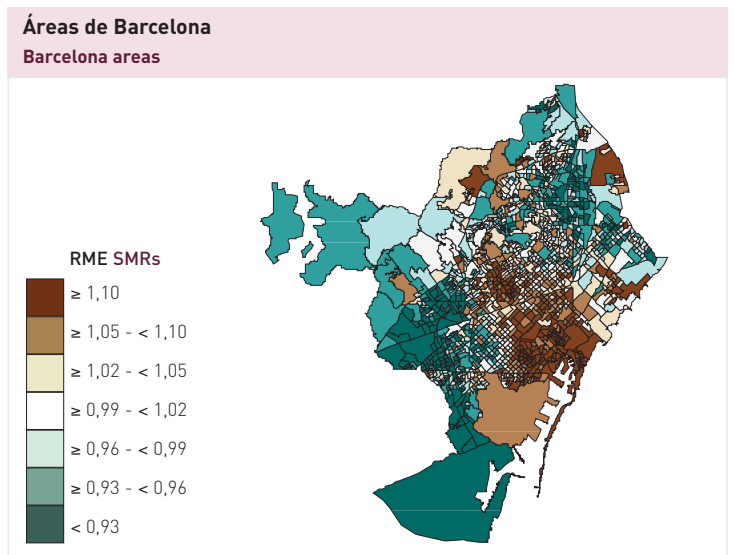 Áreas de Barcelona
Barcelona areas
RME SMRs
≥ 1,10
≥ 1,05 - < 1,10
≥ 1,02 - < 1,05
≥ 0,99 - < 1,02
≥ 0,96 - < 0,99
≥ 0,93 - < 0,96
< 0,93